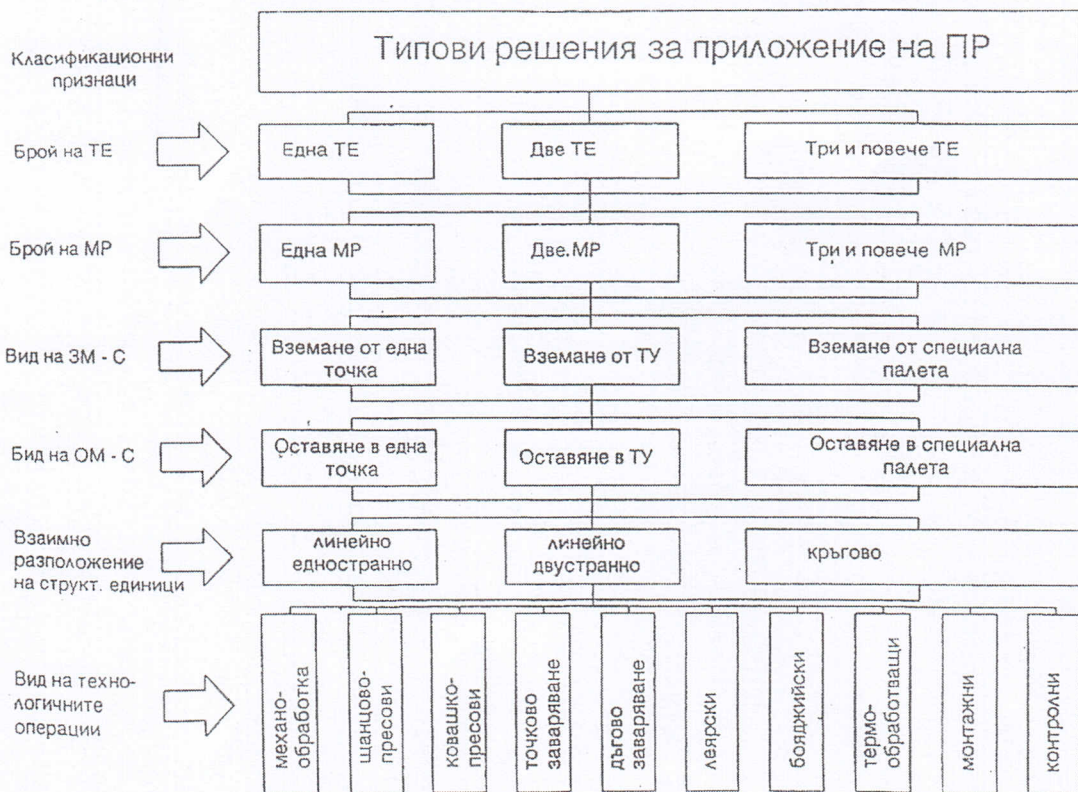 Типови решения за приложение на ПР
Класификационни
признаци
Брой на ТЕ
Една ТЕ
Две ТЕ
Три и повече ТЕ
Брой на МР
Една МР
Две.МР
Три и повече МР
Вид на ЗМ - С
Вземане от една
точка
Вземане от ТУ
Вземане от специална
палета
Бид на ОМ - С
Оставяне в една
точка
Оставяне в ТУ
Оставяне в специална
палета
Взаимно
разположение
на структ. единици
линейно
едностранно
линейно
двустранно
кръгово
Вид на техно-
логичните
операции
механо-
обработка
щанцово-
пресови
ковашко-
пресови
точково
заваряване
дъгово
заваряване
леярски
бояджийски
термо-
обработващи
монтажни
контролни